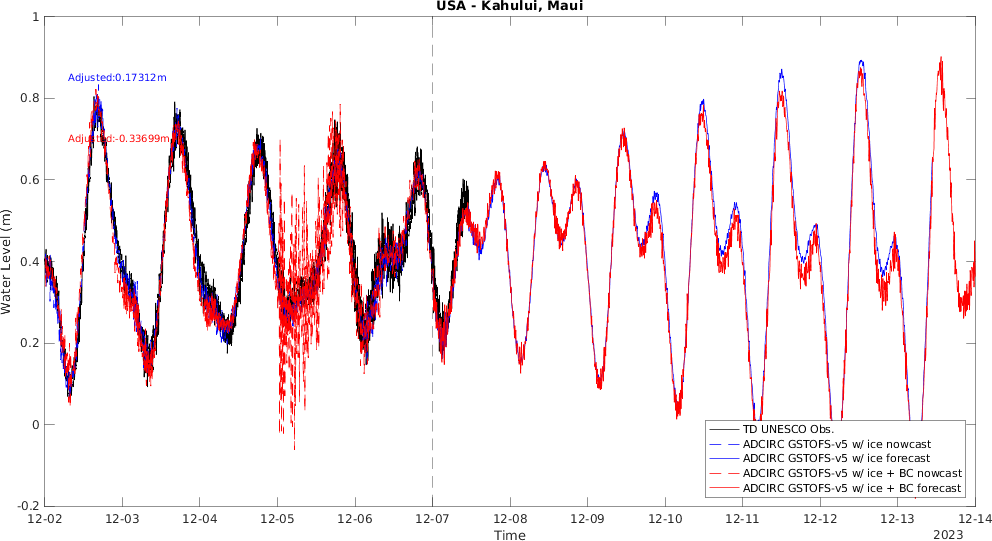 USA - Kahului, Maui
1
0.8
0.6
0.4
0.2
0
-0.2
Water Level (m)
Adjusted:0.17312m
Adjusted:-0.33699m
TD UNESCO Obs.
ADCIRC GSTOFS-v5 w/ ice nowcast
ADCIRC GSTOFS-v5 w/ ice forecast
ADCIRC GSTOFS-v5 w/ ice + BC nowcast
ADCIRC GSTOFS-v5 w/ ice + BC forecast
12-02 12-03 12-04 12-05 12-06 12-07 12-08 12-09 12-10 12-11 12-12 12-13 12-14
Time
2023